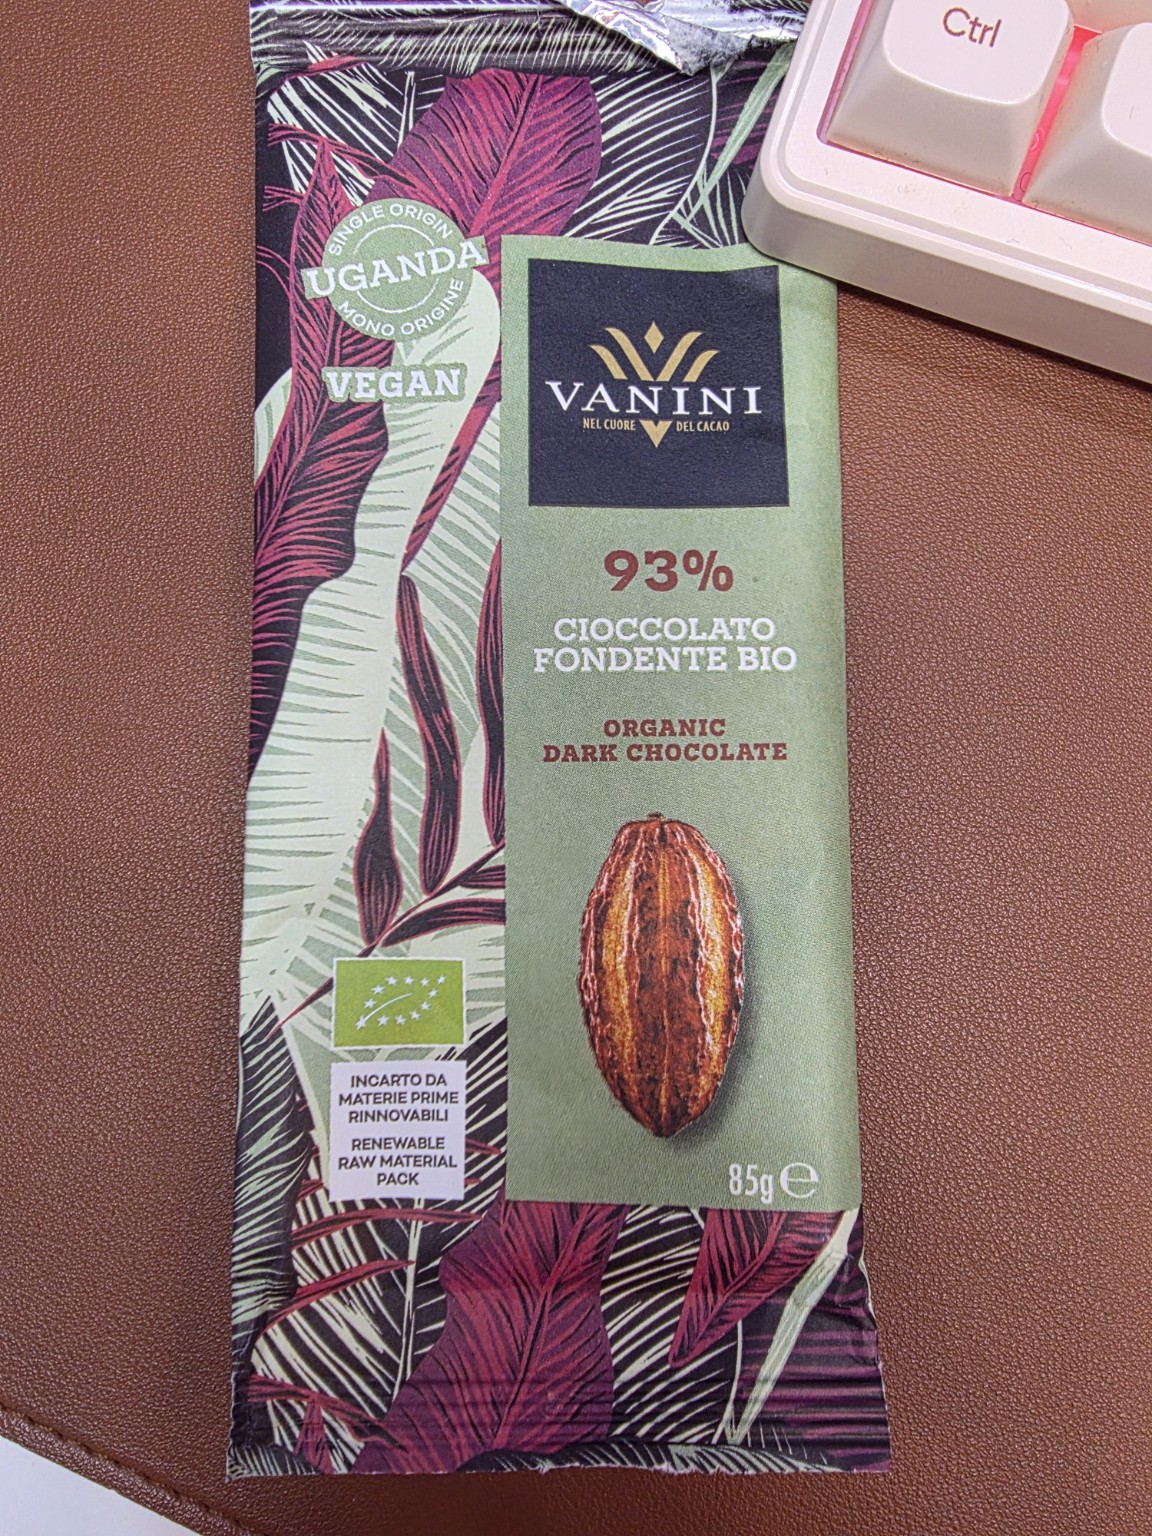 Ctrl
SINGLE ORIGIN
UGANDA
MONO ORIGINE
VEGAN
VANINI
NEL CUORE DEL CACAO
93%
CIOCCOLATO
FONDENTE BIO
ORGANIC
DARK CHOCOLATE
INCARTO DA
MATERIE PRIME
RINNOVABILI
RENEWABLE
RAW MATERIAL
PACK
85g ℮